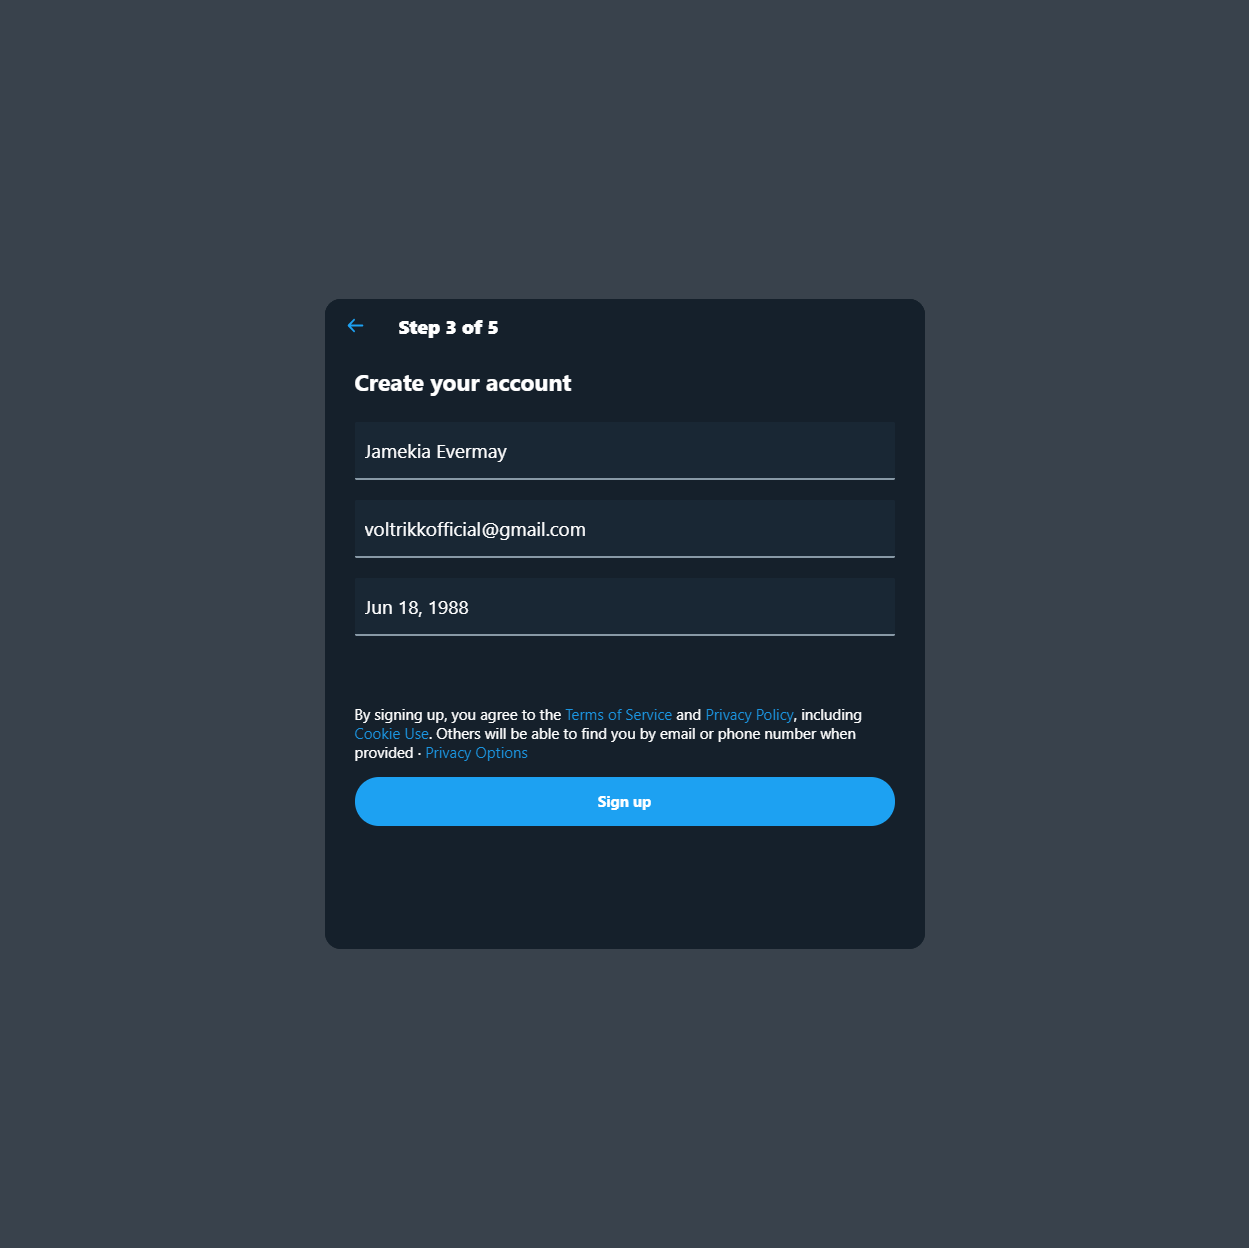 Step 3 of 5
Create your account
Jamekia Evermay
voltrikkofficial@gmail.com
Jun 18, 1988
By signing up, you agree to the Terms of Service and Privacy Policy, including
Cookie Use. Others will be able to find you by email or phone number when
provided · Privacy Options
Sign up